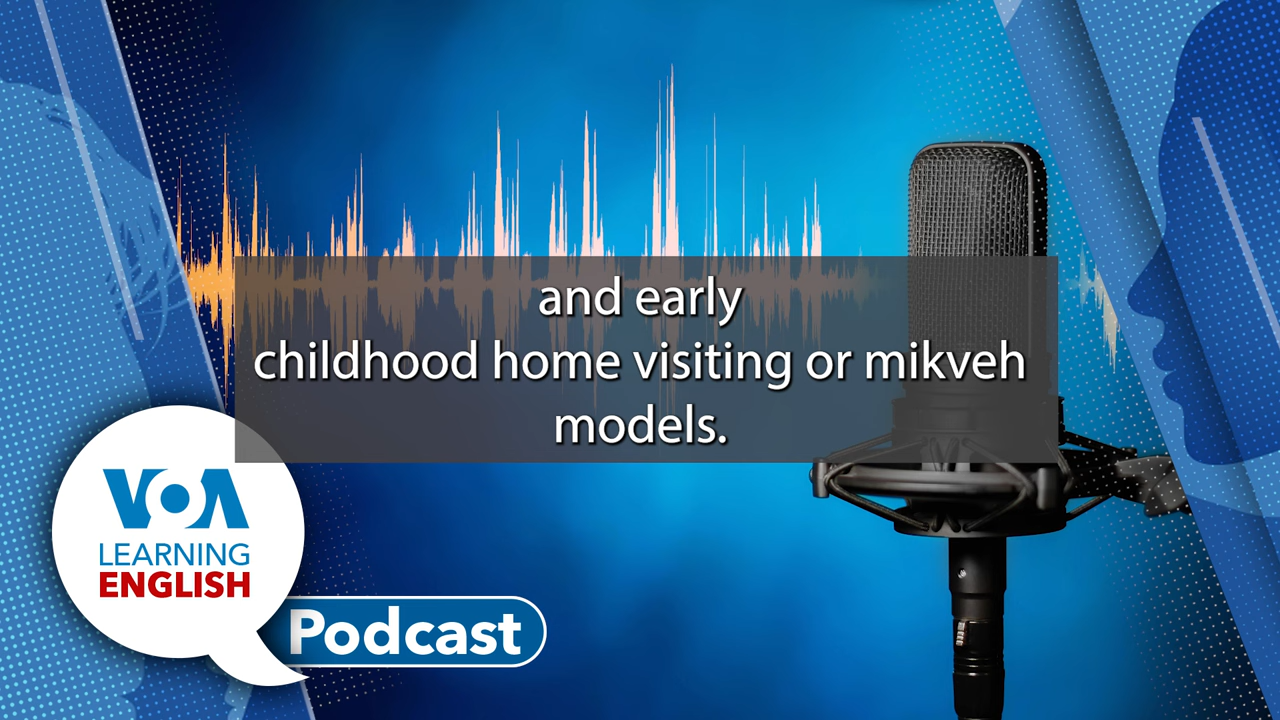 and early
childhood home visiting or mikveh
models.
VOA
LEARNING
ENGLISH
Podcast